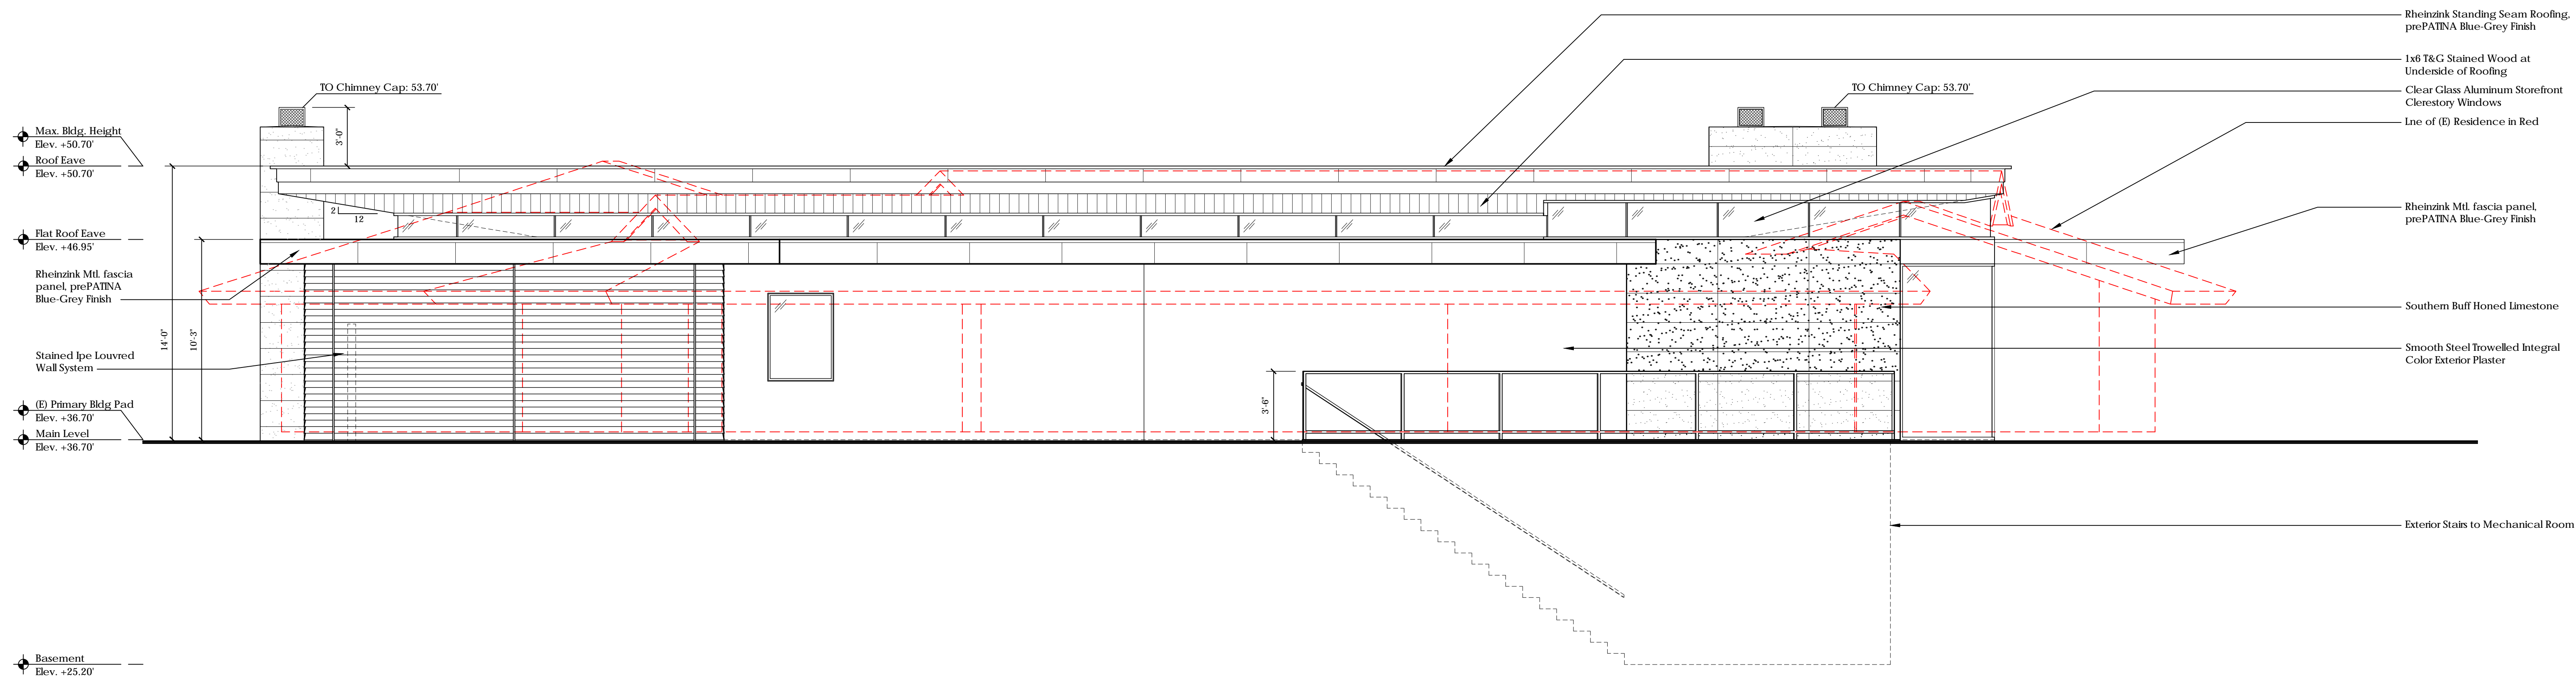 TO Chimney Cap: 53.70'
TO Chimney Cap: 53.70'
3'-0"
Max. Bldg. Height
Elev. +50.70'
Roof Eave
Elev. +50.70'
2
12
Flat Roof Eave
Elev. +46.95'
Rheinzink Mtl. fascia
panel, prePATINA
Blue-Grey Finish
14'-0"
10'-3"
Stained Ipe Louvred
Wall System
3'-6"
(E) Primary Bldg Pad
Elev. +36.70'
Main Level
Elev. +36.70'
Basement
Elev. +25.20'
Rheinzink Standing Seam Roofing,
prePATINA Blue-Grey Finish
1x6 T&G Stained Wood at
Underside of Roofing
Clear Glass Aluminum Storefront
Clerestory Windows
Lne of (E) Residence in Red
Rheinzink Mtl. fascia panel,
prePATINA Blue-Grey Finish
Southern Buff Honed Limestone
Smooth Steel Trowelled Integral
Color Exterior Plaster
Exterior Stairs to Mechanical Room